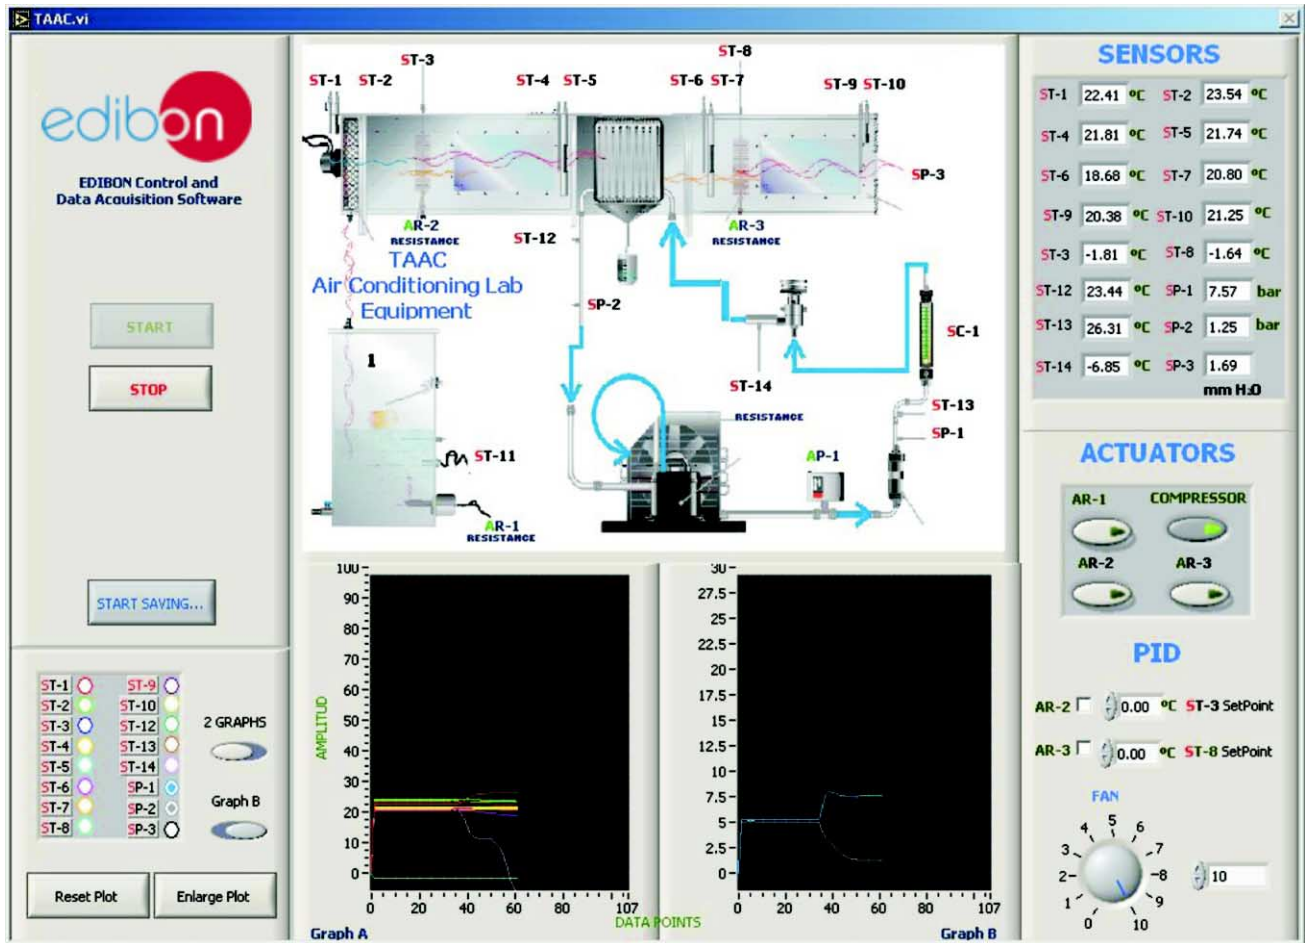 TAAC.vi
edibon
EDIBON Control and
Data Acquisition Software
START
STOP
START SAVING...
ST-1
ST-2
ST-3
ST-4
ST-5
ST-6
ST-7
ST-8
ST-9
ST-10
SP-3
AR-2
RESISTANCE
ST-12
AR-3
RESISTANCE
TAAC
Air Conditioning Lab
Equipment
SP-2
SC-1
1
ST-14
RESISTANCE
ST-13
SP-1
ST-11
AP-1
AR-1
RESISTANCE
SENSORS
ST-1 22.41 ºC ST-2 23.54 ºC
ST-4 21.81 ºC ST-5 21.74 ºC
ST-6 18.68 ºC ST-7 20.80 ºC
ST-9 20.38 ºC ST-10 21.25 ºC
ST-3 -1.81 ºC ST-8 -1.64 ºC
ST-12 23.44 ºC SP-1 7.57 bar
ST-13 26.31 ºC SP-2 1.25 bar
ST-14 -6.85 ºC SP-3 1.69
mm H2O
ACTUATORS
AR-1 COMPRESSOR
AR-2 AR-3
PID
AR-2 0.00 ºC ST-3 SetPoint
AR-3 0.00 ºC ST-8 SetPoint
FAN
0 1 2 3 4 5 6 7 8 9 10
10
ST-1 ST-9
ST-2 ST-10
ST-3 ST-12
ST-4 ST-13
ST-5 ST-14
ST-6 SP-1
ST-7 SP-2
ST-8 SP-3
2 GRAPHS
Graph B
Reset Plot
Enlarge Plot
AMPLITUD
100
90
80
70
60
50
40
30
20
10
0
0 20 40 60 80 107
Graph A
DATA POINTS
30
27.5
25
22.5
20
17.5
15
12.5
10
7.5
5
2.5
0
0 20 40 60 80 107
Graph B